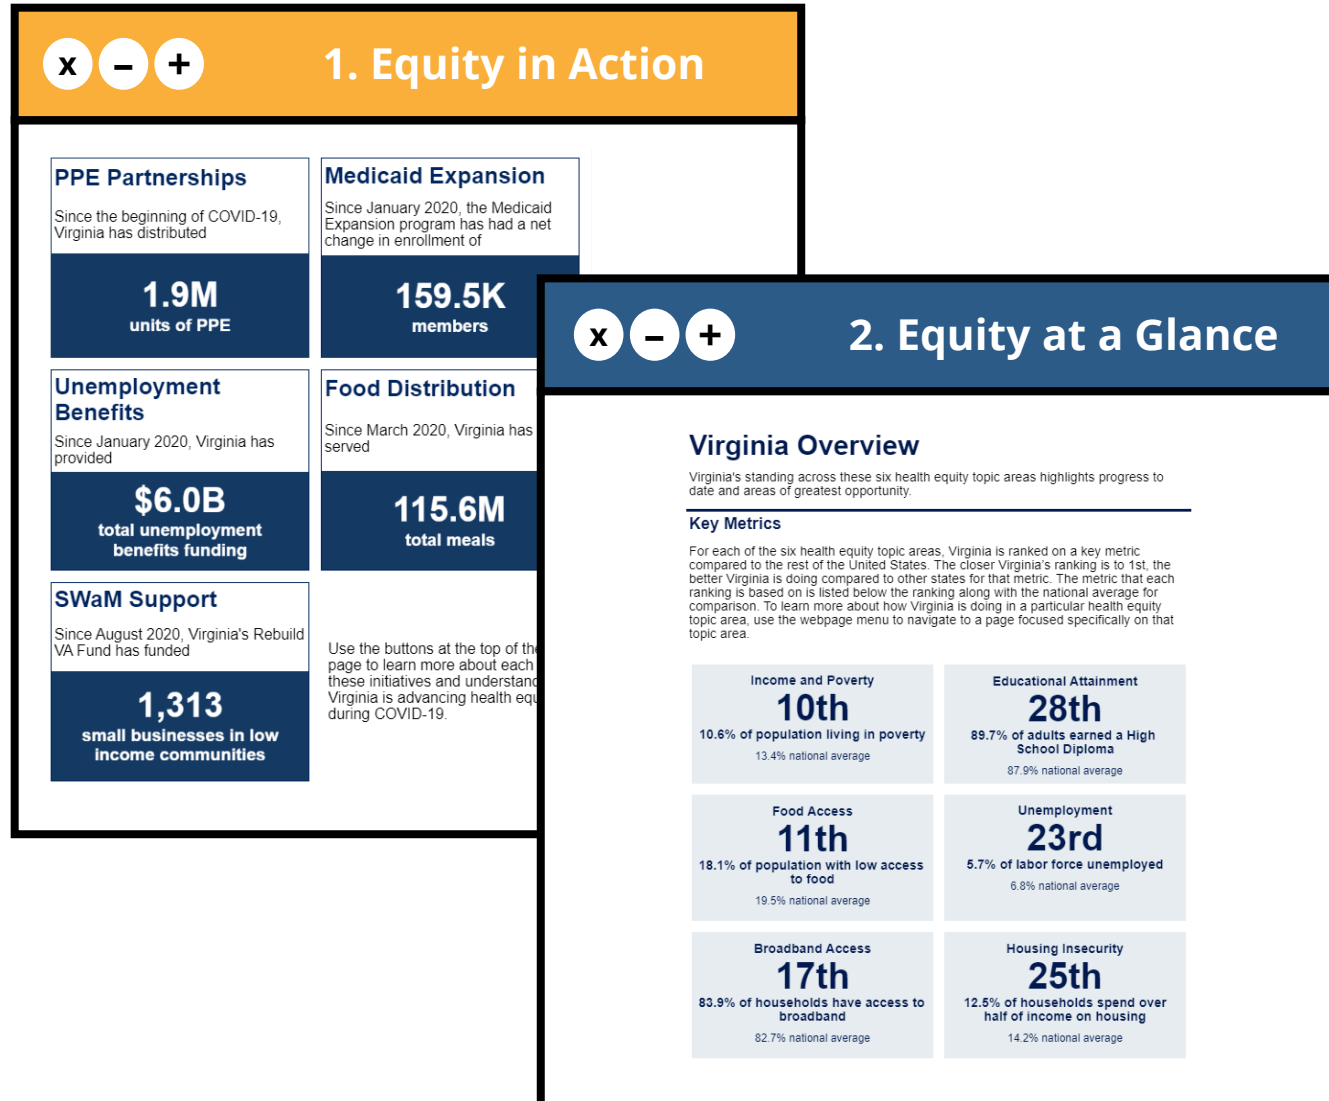 x – +
1. Equity in Action
PPE Partnerships
Since the beginning of COVID-19,
Virginia has distributed
1.9M
units of PPE
Medicaid Expansion
Since January 2020, the Medicaid
Expansion program has had a net
change in enrollment of
159.5K
members
Unemployment
Benefits
Since January 2020, Virginia has
provided
$6.0B
total unemployment
benefits funding
Food Distribution
Since March 2020, Virginia has
served
115.6M
total meals
SWaM Support
Since August 2020, Virginia's Rebuild
VA Fund has funded
1,313
small businesses in low
income communities
Use the buttons at the top of the
page to learn more about each
these initiatives and understand
Virginia is advancing health equ
during COVID-19.
x – +
2. Equity at a Glance
Virginia Overview
Virginia's standing across these six health equity topic areas highlights progress to
date and areas of greatest opportunity.
Key Metrics
For each of the six health equity topic areas, Virginia is ranked on a key metric
compared to the rest of the United States. The closer Virginia's ranking is to 1st, the
better Virginia is doing compared to other states for that metric. The metric that each
ranking is based on is listed below the ranking along with the national average for
comparison. To learn more about how Virginia is doing in a particular health equity
topic area, use the webpage menu to navigate to a page focused specifically on that
topic area.
Income and Poverty
10th
10.6% of population living in poverty
13.4% national average
Educational Attainment
28th
89.7% of adults earned a High
School Diploma
87.9% national average
Food Access
11th
18.1% of population with low access
to food
19.5% national average
Unemployment
23rd
5.7% of labor force unemployed
6.8% national average
Broadband Access
17th
83.9% of households have access to
broadband
82.7% national average
Housing Insecurity
25th
12.5% of households spend over
half of income on housing
14.2% national average